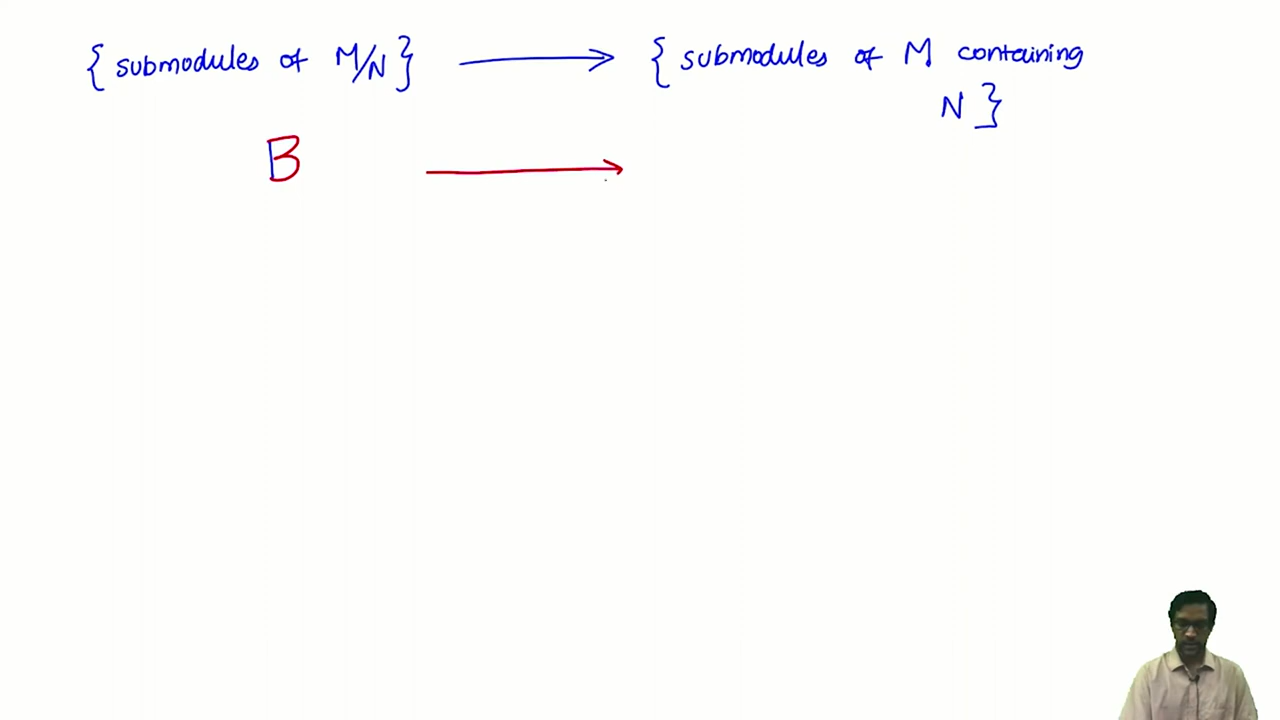 {submodules of M/N} ⟶ {submodules of M containing
N}
B ⟶